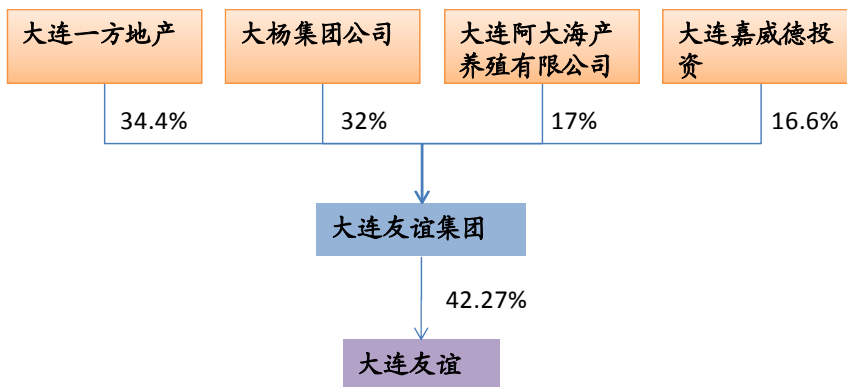 大连一方地产
大杨集团公司
大连阿大海产
养殖有限公司
大连嘉威德投
资
34.4%
32%
17%
16.6%
大连友谊集团
42.27%
大连友谊